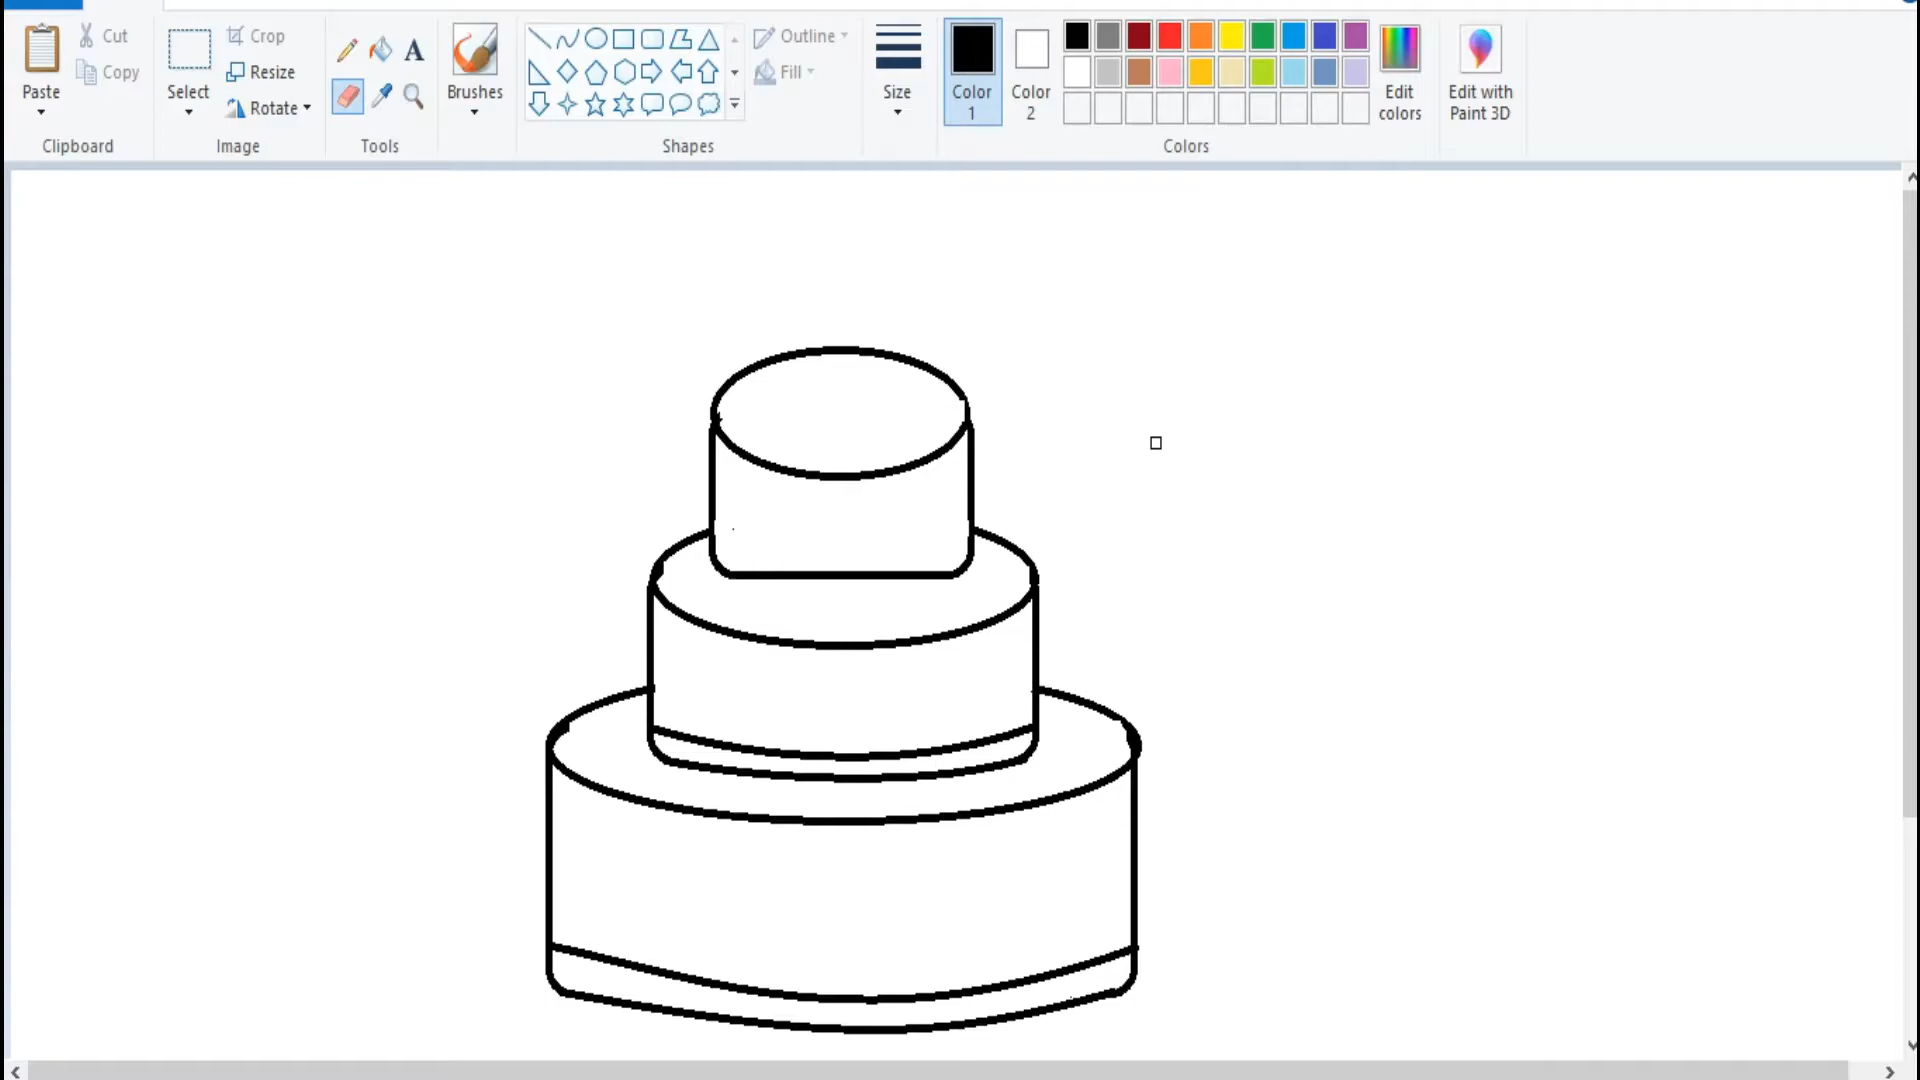 Cut
Copy
Paste
Clipboard
Select
Crop
Resize
Rotate
Image
A
Tools
Brushes
Shapes
Outline
Fill
Size
Color
1
Color
2
Colors
Edit
colors
Edit with
Paint 3D